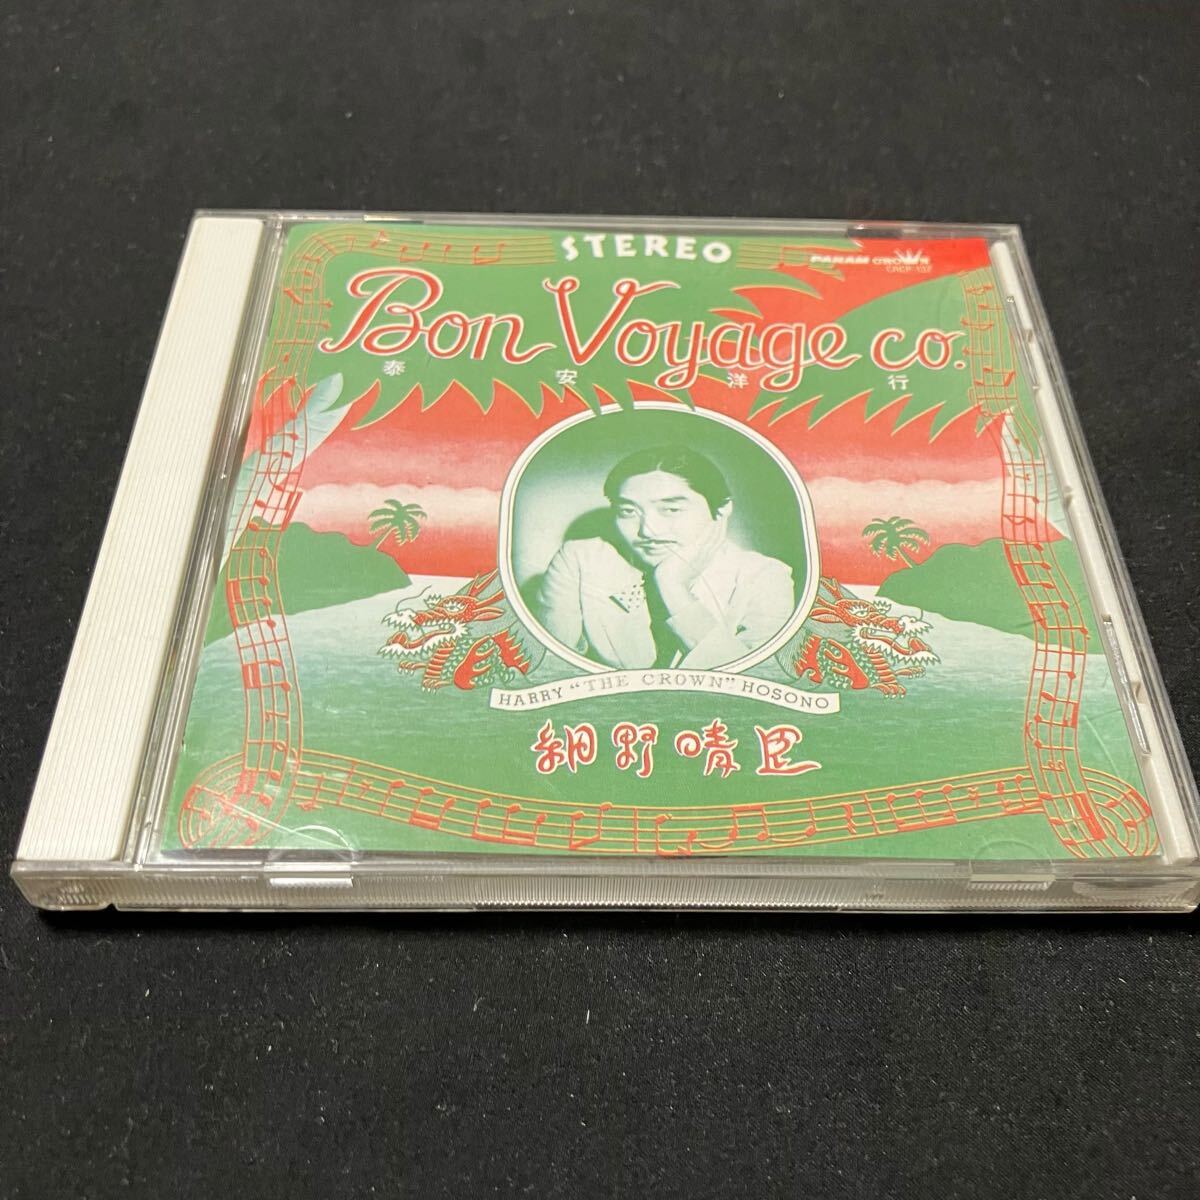 STEREO
PANAM CROWN
CRCP-132
Bon Voyage co.
泰安洋行
HARRY "THE CROWN" HOSONO
細野晴臣